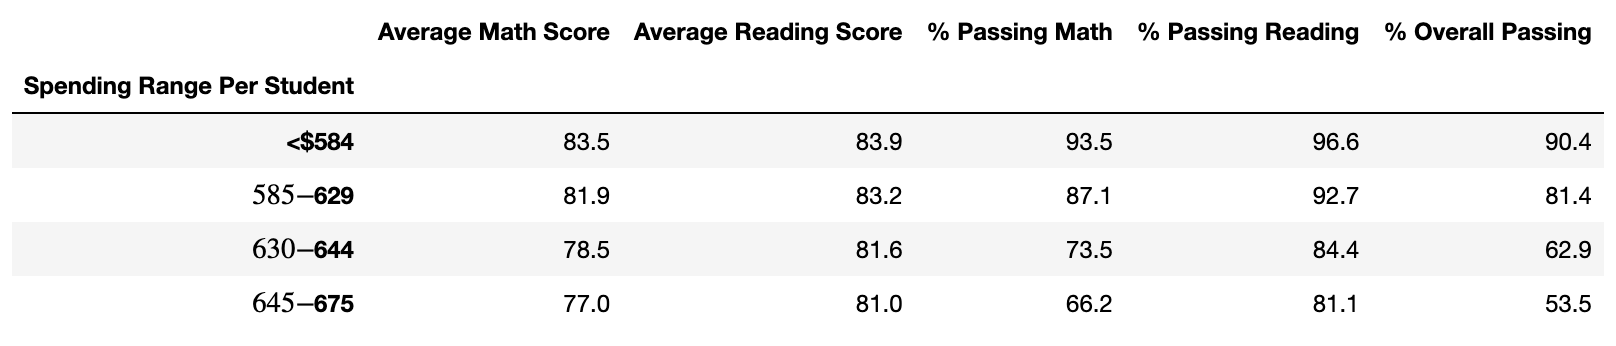 Average Math Score Average Reading Score % Passing Math % Passing Reading % Overall Passing
Spending Range Per Student
<$584 83.5 83.9 93.5 96.6 90.4
585–629 81.9 83.2 87.1 92.7 81.4
630–644 78.5 81.6 73.5 84.4 62.9
645–675 77.0 81.0 66.2 81.1 53.5